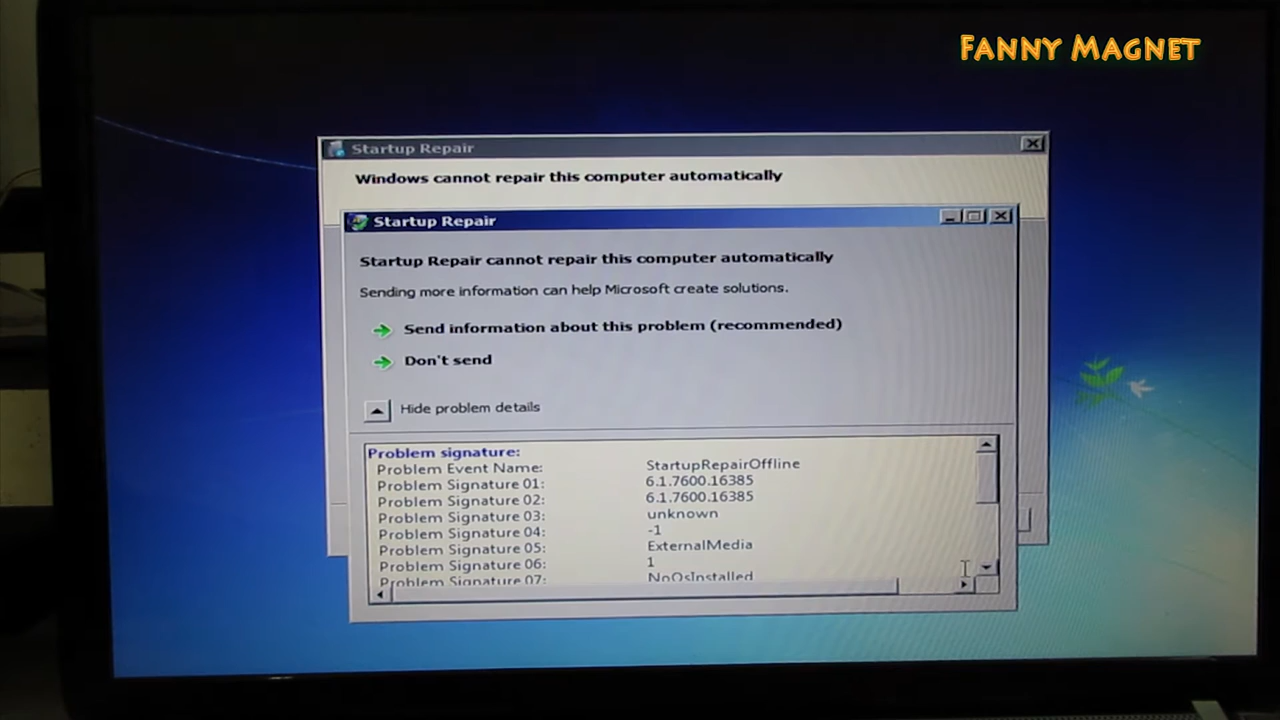 FANNY MAGNET
Startup Repair
Windows cannot repair this computer automatically
Startup Repair
Startup Repair cannot repair this computer automatically
Sending more information can help Microsoft create solutions.
Send information about this problem (recommended)
Don't send
Hide problem details
Problem signature:
Problem Event Name: StartupRepairOffline
Problem Signature 01: 6.1.7600.16385
Problem Signature 02: 6.1.7600.16385
Problem Signature 03: unknown
Problem Signature 04: -1
Problem Signature 05: ExternalMedia
Problem Signature 06: 1
Problem Signature 07: NoOsInstalled